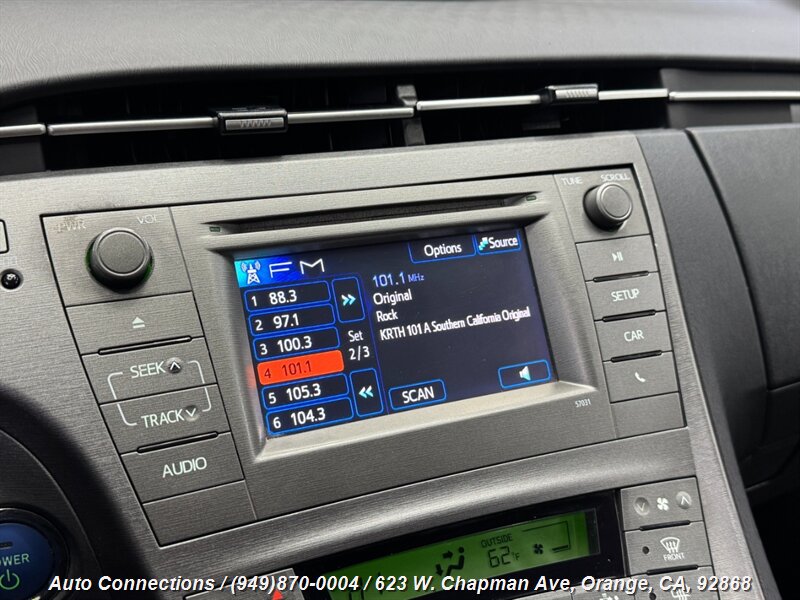 PWR
VOL
TUNE
SCROLL
FM
Options
Source
1 88.3
2 97.1
3 100.3
4 101.1
5 105.3
6 104.3
Set
2/3
101.1 MHz
Original
Rock
KRTH 101 A Southern California Original
SCAN
57031
SEEK
TRACK
AUDIO
SETUP
CAR
OUTSIDE
62°F
FRONT
POWER
Auto Connections / (949)870-0004 / 623 W. Chapman Ave, Orange, CA, 92868